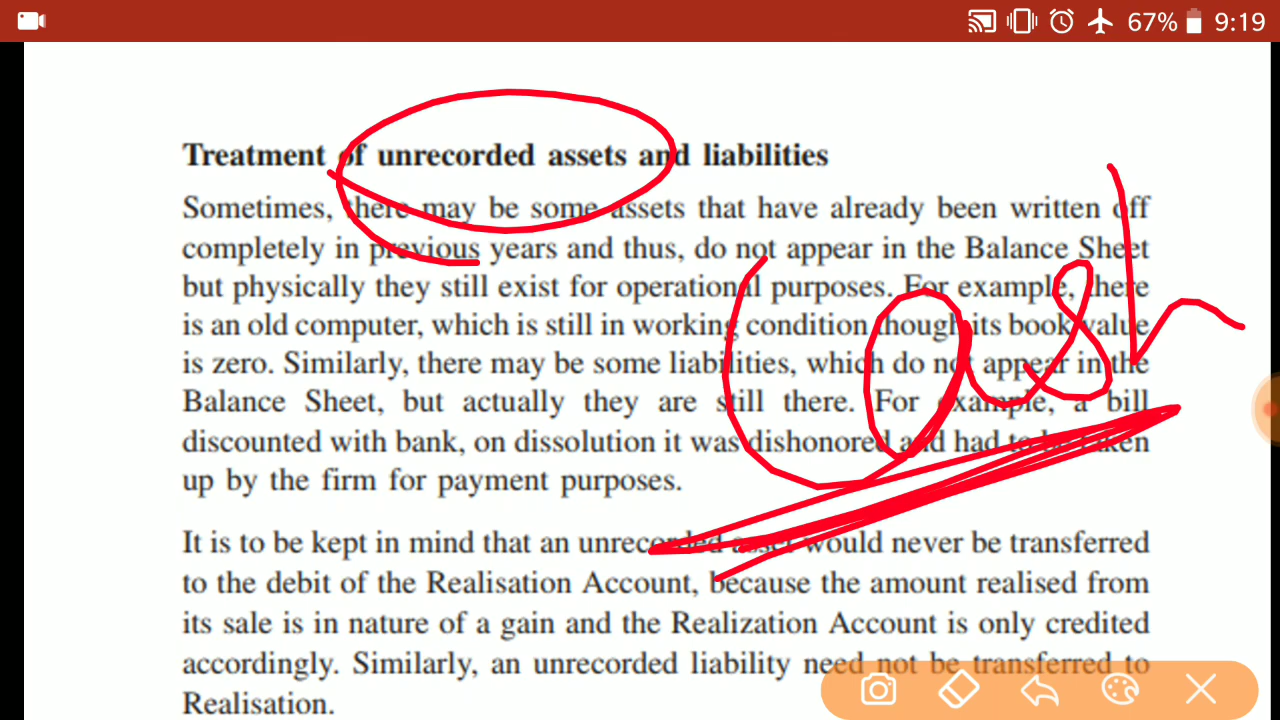 67% 9:19
Treatment of unrecorded assets and liabilities
Sometimes, there may be some assets that have already been written off
completely in previous years and thus, do not appear in the Balance Sheet
but physically they still exist for operational purposes. For example, there
is an old computer, which is still in working condition though its book value
is zero. Similarly, there may be some liabilities, which do not appear in the
Balance Sheet, but actually they are still there. For example, a bill
discounted with bank, on dissolution it was dishonored and had to be taken
up by the firm for payment purposes.
Cash
It is to be kept in mind that an unrecorded asset would never be transferred
to the debit of the Realisation Account, because the amount realised from
its sale is in nature of a gain and the Realization Account is only credited
accordingly. Similarly, an unrecorded liability need not be transferred to
Realisation.